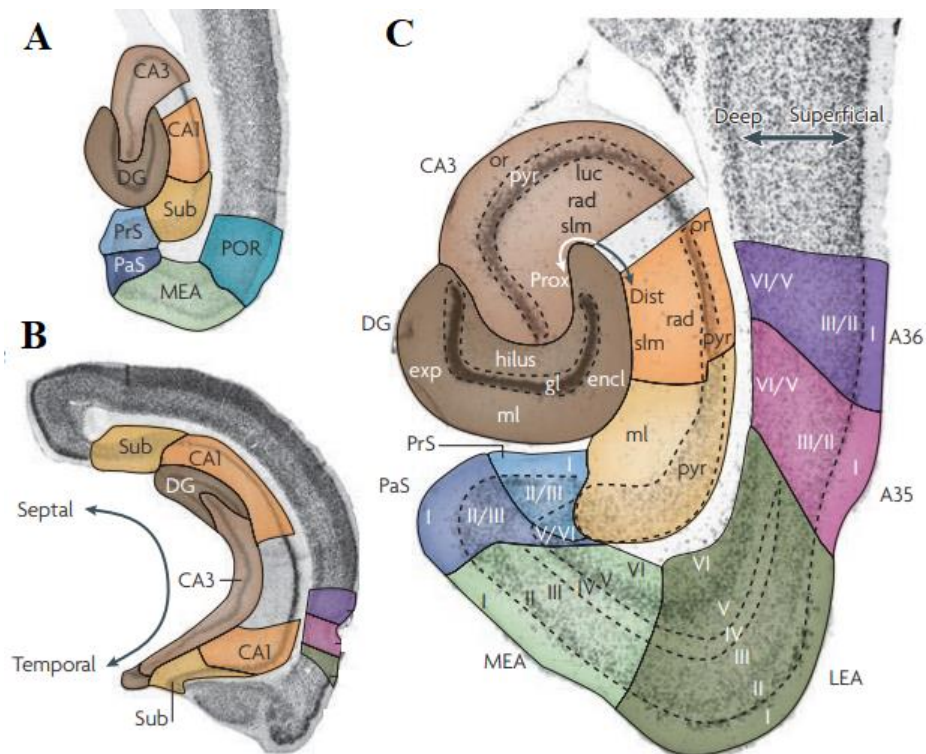 A
CA3
CA1
DG
Sub
PrS
PaS
POR
MEA
B
Sub
CA1
DG
Septal
CA3
Temporal
CA1
Sub
C
Deep Superficial
CA3
or
pyr
luc
rad
slm
or
Prox
Dist
rad
slm
pyr
DG
hilus
exp
gl
encl
ml
VI/V
III/II
I
A36
VI/V
III/II
I
A35
ml
pyr
PrS
I
II/III
V/VI
PaS
I
II/III
VI
V
IV
III
II
I
MEA
VI
V
IV
III
II
I
LEA